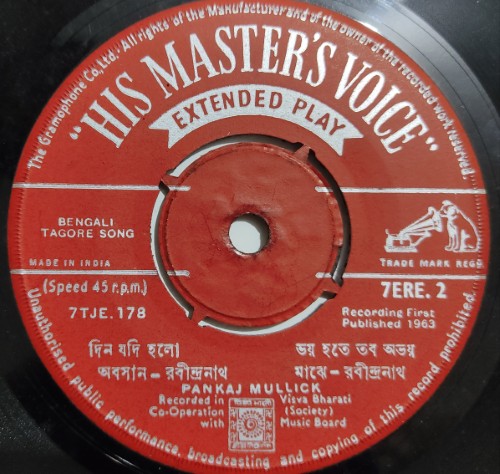 The Gramophone Co., Ltd., All rights of the Manufacturer and of the owner of the recorded work reserved.
"HIS MASTER'S VOICE"
EXTENDED PLAY
BENGALI
TAGORE SONG
MADE IN INDIA
TRADE MARK REGD
(Speed 45 r.p.m.)
7TJE.178
7ERE. 2
Recording First
Published 1963
দিন যদি হলো
অবসান – রবীন্দ্রনাথ
ভয় হতে তব অভয়
মাঝে – রবীন্দ্রনাথ
PANKAJ MULLICK
Recorded in
Co-Operation
with
Visva Bharati
(Society)
Music Board
Unauthorised public performance, broadcasting and copying of this record prohibited.